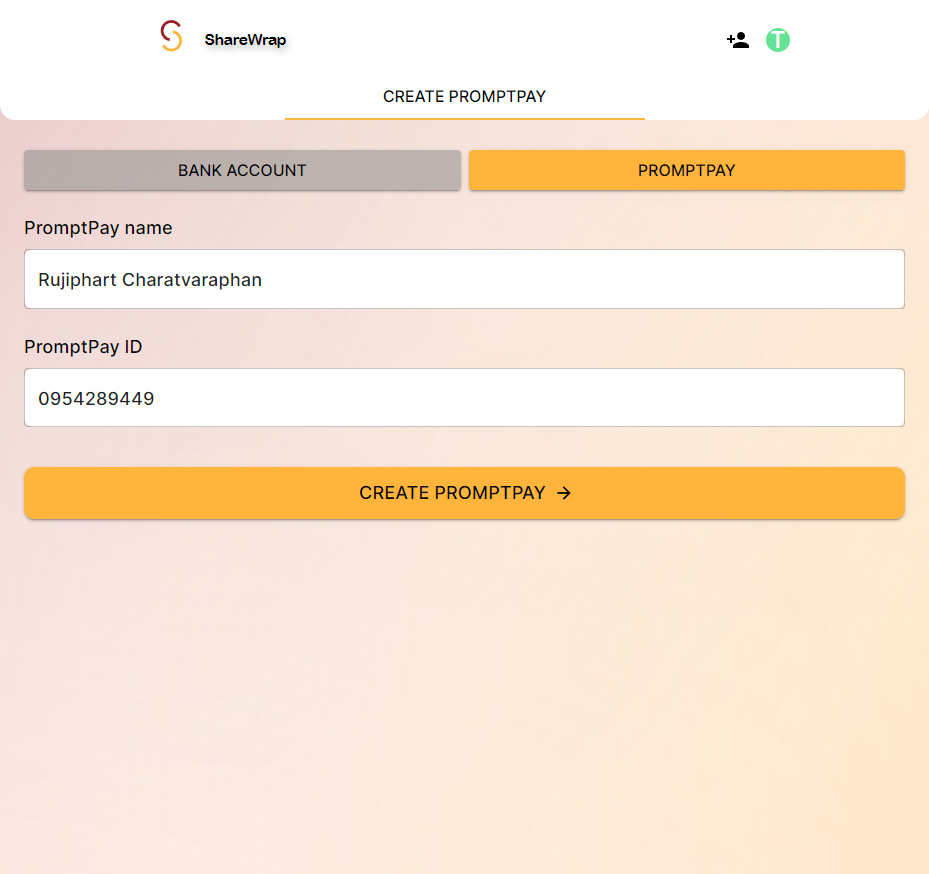 ShareWrap
T
CREATE PROMPTPAY
BANK ACCOUNT
PROMPTPAY
PromptPay name
Rujiphart Charatvaraphan
PromptPay ID
0954289449
CREATE PROMPTPAY